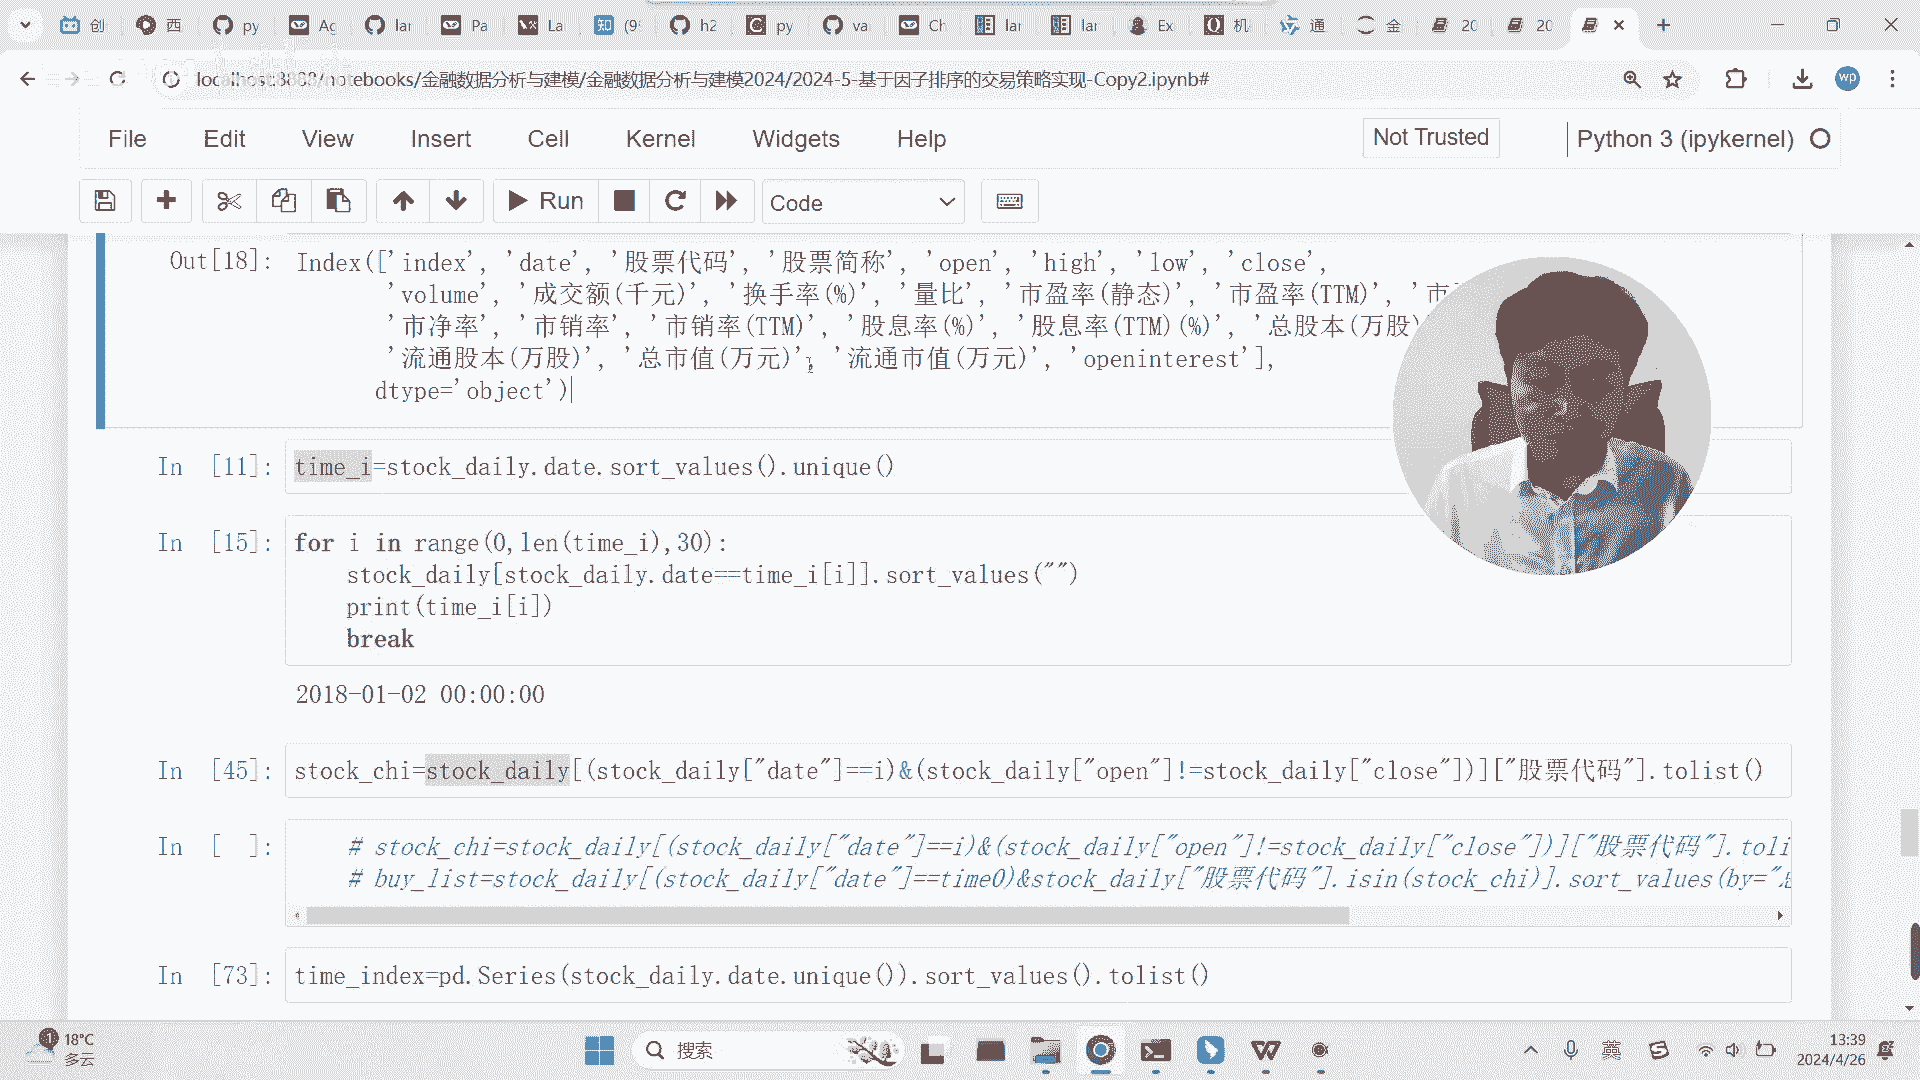 创 西 py Ag lar Pa La 知 (9 h2 py va Ch lar lar Ex 机 通 金 20 20
localhost:8888/notebooks/金融数据分析与建模/金融数据分析与建模2024/2024-5-基于因子排序的交易策略实现-Copy2.ipynb#
wp
File Edit View Insert Cell Kernel Widgets Help Not Trusted Python 3 (ipykernel)
Run Code
Out[18]: Index(['index', 'date', '股票代码', '股票简称', 'open', 'high', 'low', 'close',
'volume', '成交额(千元)', '换手率(%)', '量比', '市盈率(静态)', '市盈率(TTM)',
'市净率', '市销率', '市销率(TTM)', '股息率(%)', '股息率(TTM)(%)', '总股本(万股)
'流通股本(万股)', '总市值(万元)', '流通市值(万元)', 'openinterest'],
dtype='object')
In [11]: time_i=stock_daily.date.sort_values().unique()
In [15]: for i in range(0,len(time_i),30):
stock_daily[stock_daily.date==time_i[i]].sort_values("")
print(time_i[i])
break
2018-01-02 00:00:00
In [45]: stock_chi=stock_daily[(stock_daily["date"]==i)&(stock_daily["open"]!=stock_daily["close"])]["股票代码"].tolist()
In [ ]: # stock_chi=stock_daily[(stock_daily["date"]==i)&(stock_daily["open"]!=stock_daily["close"])]["股票代码"].toli
# buy_list=stock_daily[(stock_daily["date"]==time0)&stock_daily["股票代码"].isin(stock_chi)].sort_values(by="
In [73]: time_index=pd.Series(stock_daily.date.unique()).sort_values().tolist()
1 18°C
多云
搜索
英
13:39
2024/4/26